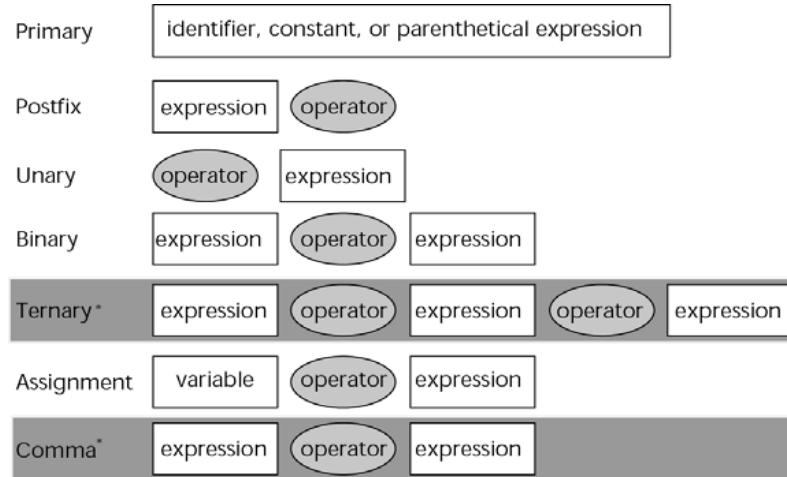 Primary identifier, constant, or parenthetical expression
Postfix expression operator
Unary operator expression
Binary expression operator expression
Ternary* expression operator expression operator expression
Assignment variable operator expression
Comma* expression operator expression